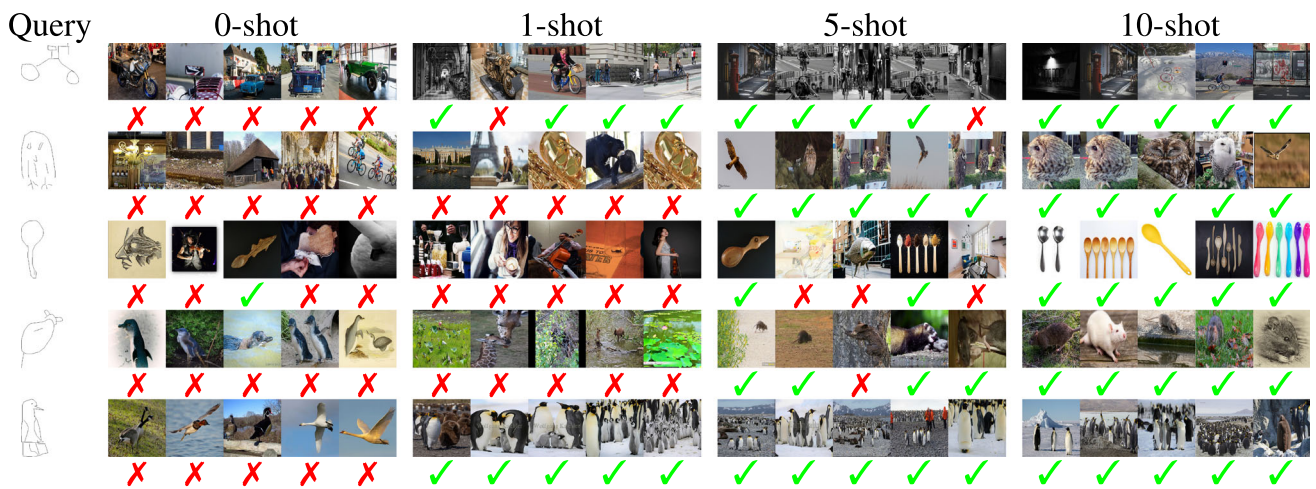 Query 0-shot 1-shot 5-shot 10-shot
✗ ✗ ✗ ✗ ✗ ✓ ✗ ✓ ✓ ✓ ✓ ✓ ✓ ✓ ✗ ✓ ✓ ✓ ✓ ✓
✗ ✗ ✗ ✗ ✗ ✗ ✗ ✗ ✗ ✗ ✓ ✓ ✓ ✓ ✓ ✓ ✓ ✓ ✓ ✓
✗ ✗ ✓ ✗ ✗ ✗ ✗ ✗ ✗ ✗ ✓ ✗ ✗ ✓ ✗ ✓ ✓ ✓ ✓ ✓
✗ ✗ ✗ ✗ ✗ ✗ ✗ ✗ ✗ ✗ ✓ ✓ ✗ ✓ ✓ ✓ ✓ ✓ ✓ ✓
✗ ✗ ✗ ✗ ✗ ✓ ✓ ✓ ✓ ✓ ✓ ✓ ✓ ✓ ✓ ✓ ✓ ✓ ✓ ✓